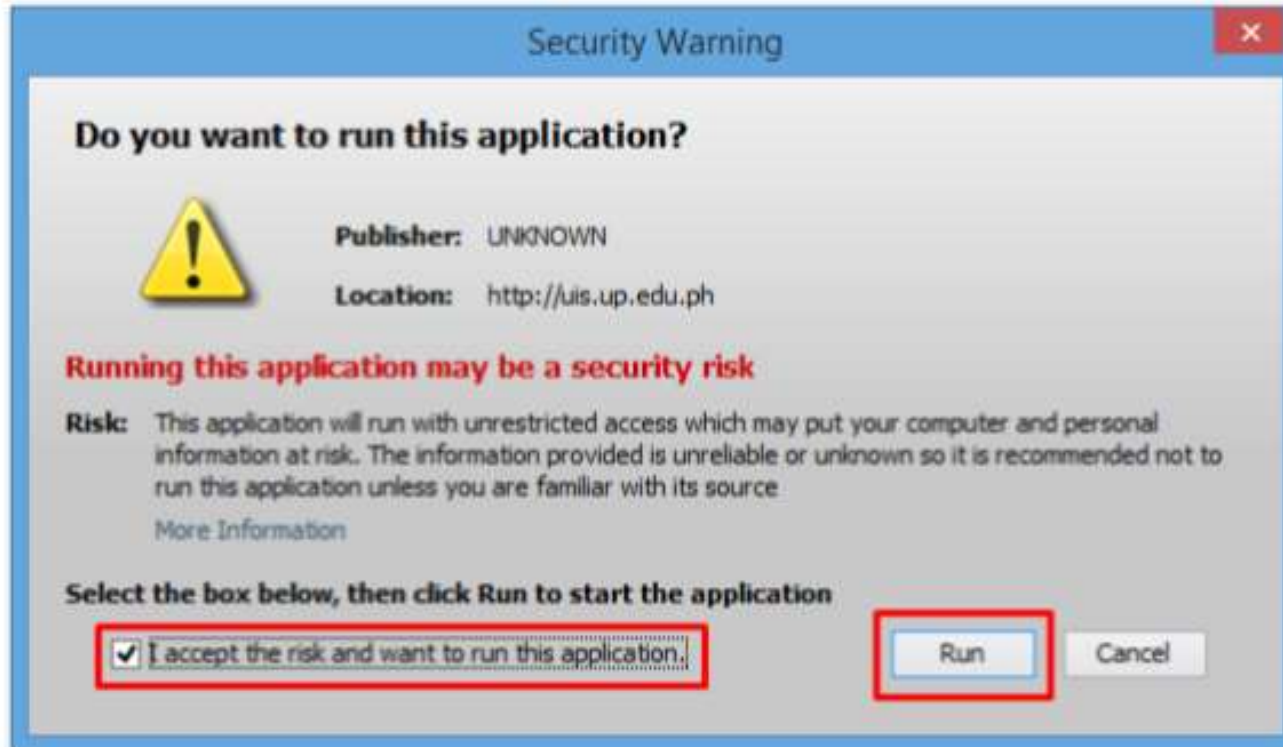 Security Warning
Do you want to run this application?
Publisher: UNKNOWN
Location: http://uis.up.edu.ph
Running this application may be a security risk
Risk: This application will run with unrestricted access which may put your computer and personal
information at risk. The information provided is unreliable or unknown so it is recommended not to
run this application unless you are familiar with its source
More Information
Select the box below, then click Run to start the application
I accept the risk and want to run this application.
Run Cancel